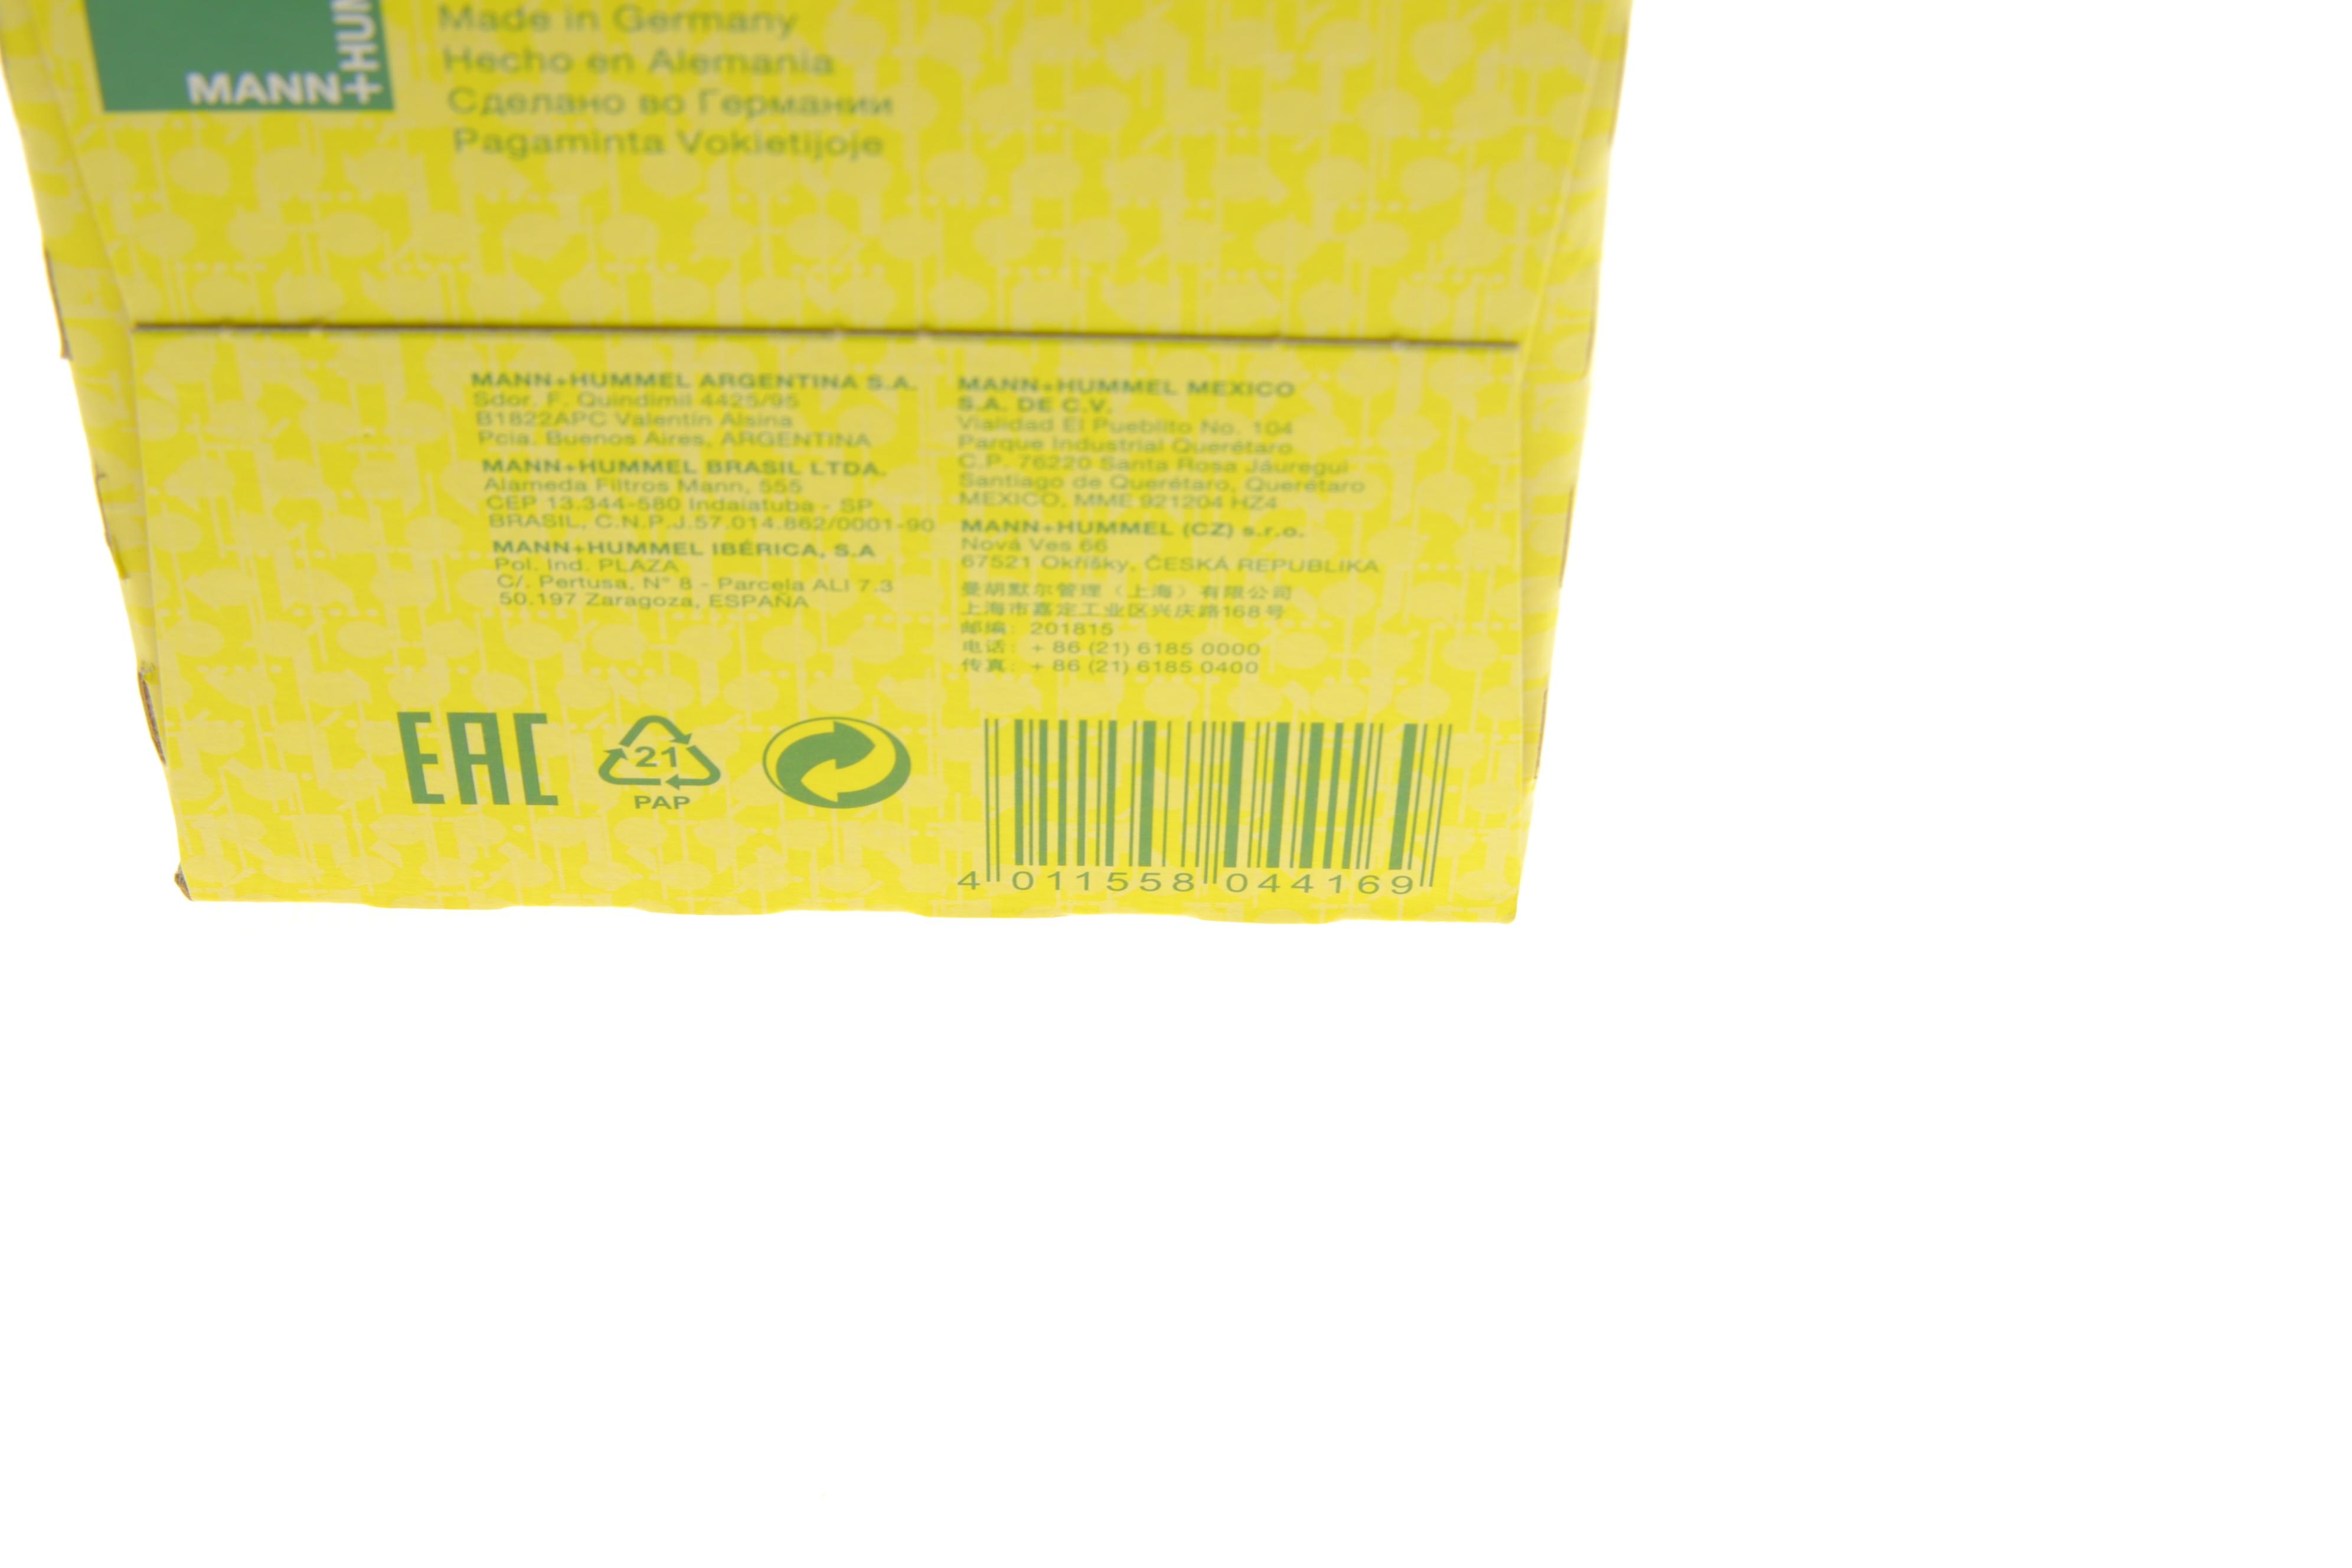 MANN+HUM
Made in Germany
Hecho en Alemania
Сделано во Германии
Pagaminta Vokietijoje
MANN+HUMMEL ARGENTINA S.A.
Sdor. F. Quindimil 4425/95
B1822APC Valentin Alsina
Pcia. Buenos Aires, ARGENTINA
MANN+HUMMEL BRASIL LTDA.
Alameda Filtros Mann, 555
CEP 13.344-580 Indaiatuba - SP
BRASIL, C.N.P.J.57.014.862/0001-90
MANN+HUMMEL IBÉRICA, S.A
Pol. Ind. PLAZA
C/. Pertusa, N° 8 - Parcela ALI 7.3
50.197 Zaragoza, ESPAÑA
MANN+HUMMEL MEXICO
S.A. DE C.V.
Vialidad El Pueblito No. 104
Parque Industrial Querétaro
C.P. 76220 Santa Rosa Jáuregui
Santiago de Querétaro, Querétaro
MEXICO, MME 921204 HZ4
MANN+HUMMEL (CZ) s.r.o.
Nová Ves 66
67521 Okříšky, ČESKÁ REPUBLIKA
曼胡默尔管理（上海）有限公司
上海市嘉定工业区兴庆路168号
邮编：201815
电话：+ 86 (21) 6185 0000
传真：+ 86 (21) 6185 0400
EAC
21
PAP
4 011558 044169